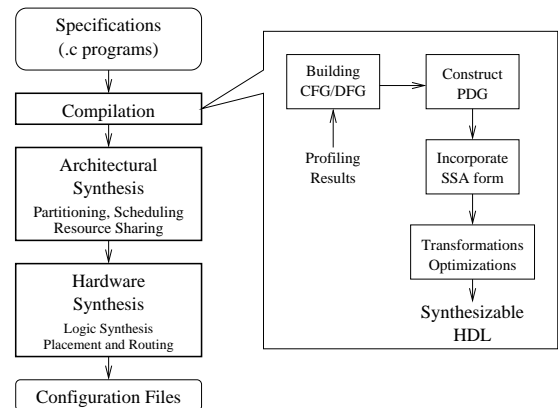 Specifications
(.c programs)
Compilation
Architectural
Synthesis
Partitioning, Scheduling
Resource Sharing
Hardware
Synthesis
Logic Synthesis
Placement and Routing
Configuration Files
Building
CFG/DFG
Profiling
Results
Construct
PDG
Incorporate
SSA form
Transformations
Optimizations
Synthesizable
HDL